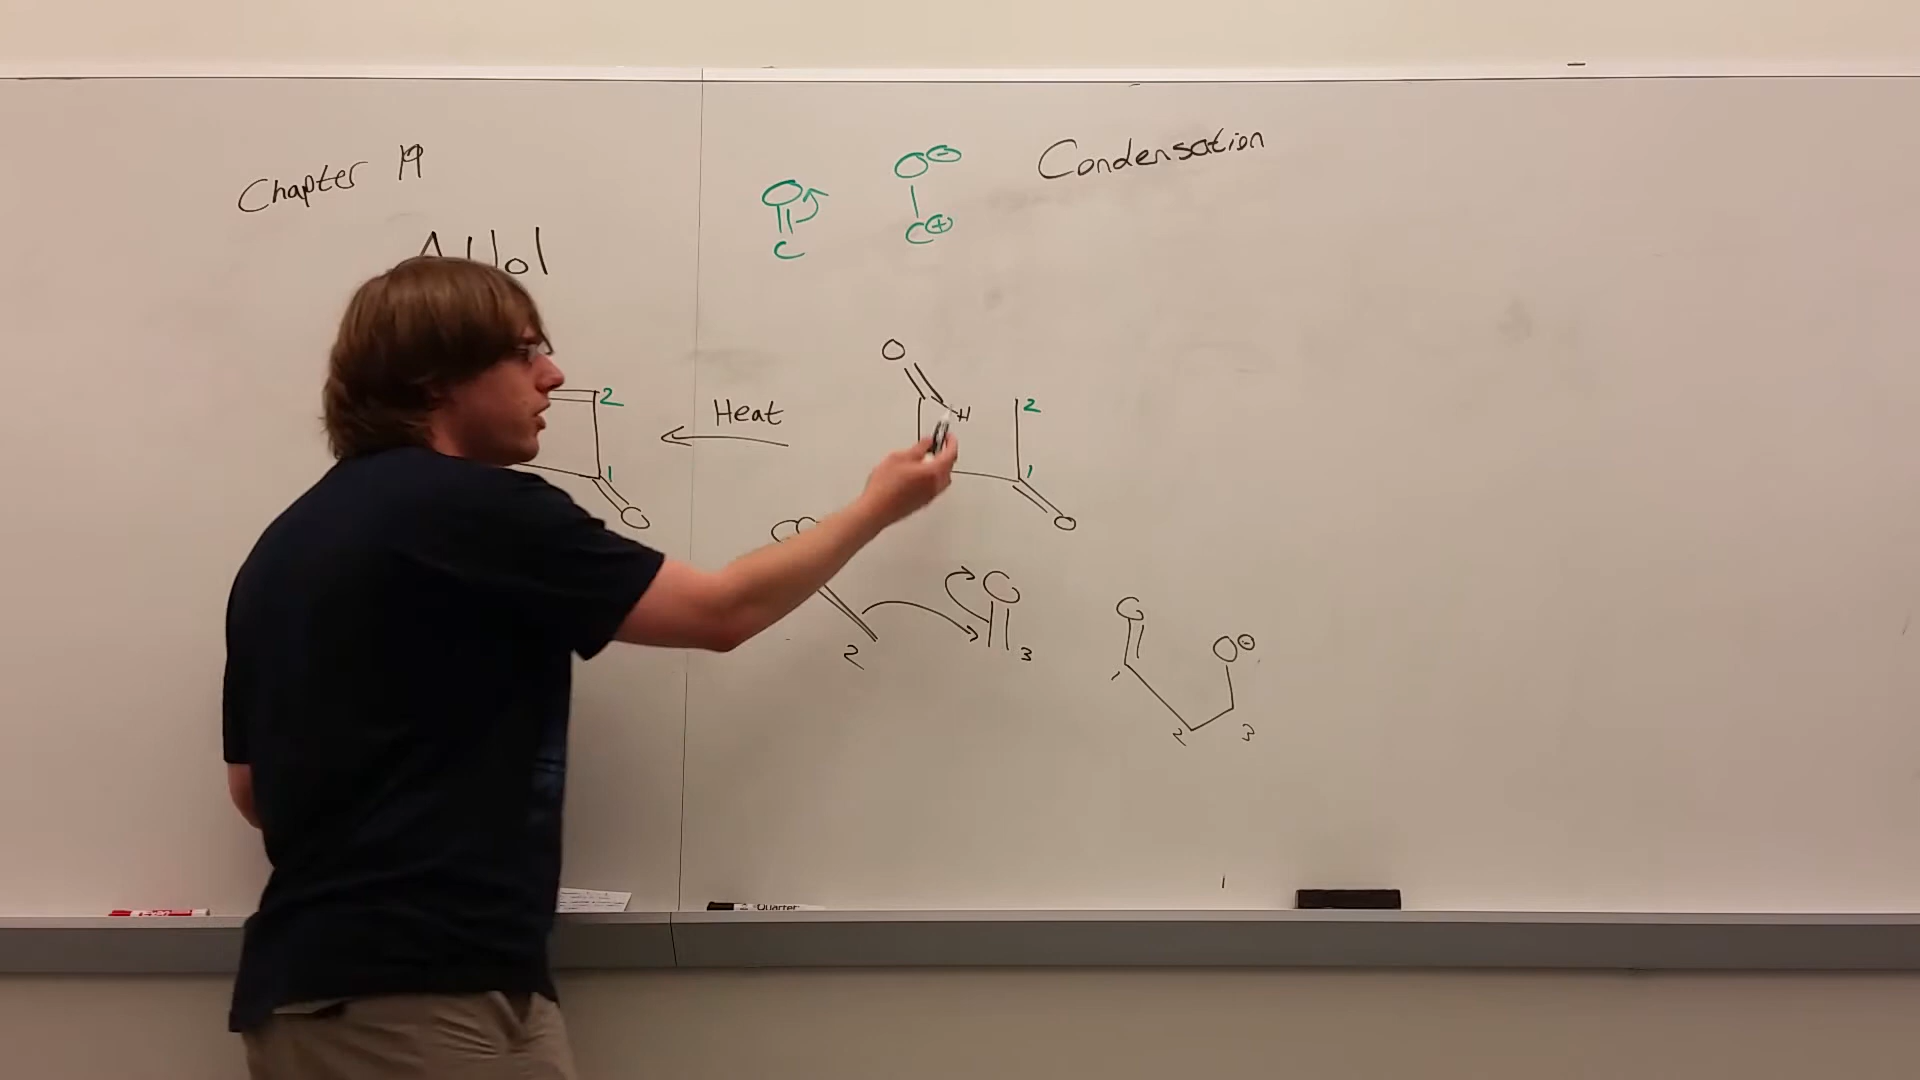 Chapter 19
Aldol
O
C
O⊖
C⊕
Condensation
2
1
O
Heat
O
H
2
1
O
2
O
3
O
1
2
O⊖
3